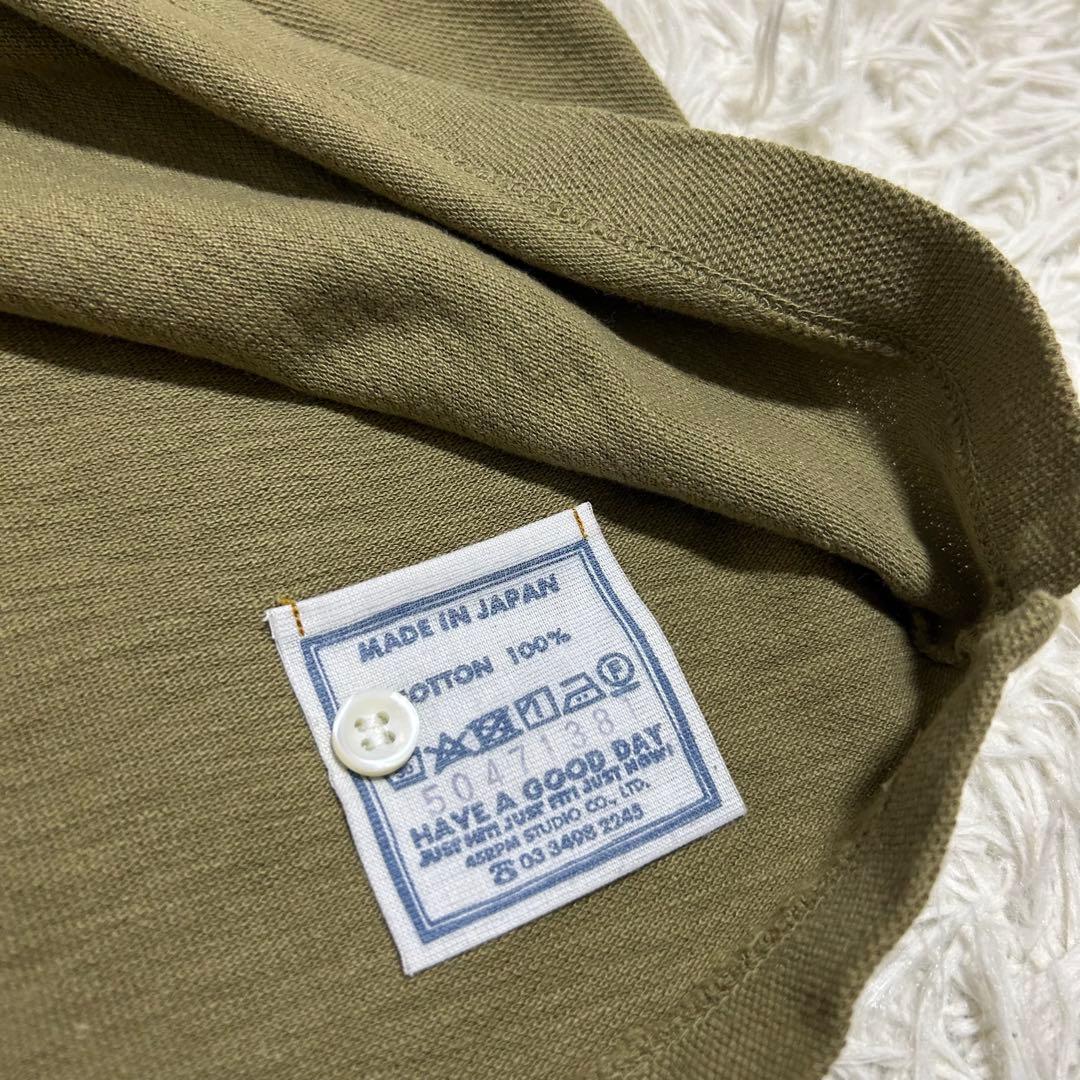 MADE IN JAPAN
OTTON 100%
5047138
HAVE A GOOD DAY
JUST HIT! JUST FIT! JUST NOW!
45RPM STUDIO CO., LTD.
☎ 03 3498 2245